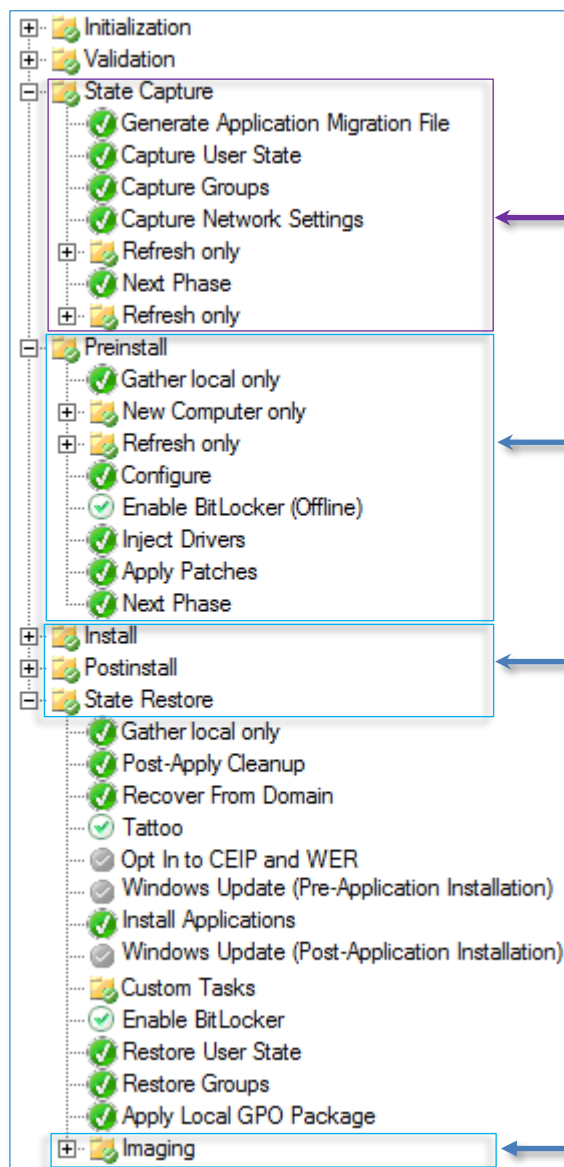 Initialization
Validation
State Capture
Generate Application Migration File
Capture User State
Capture Groups
Capture Network Settings
Refresh only
Next Phase
Refresh only
Preinstall
Gather local only
New Computer only
Refresh only
Configure
Enable BitLocker (Offline)
Inject Drivers
Apply Patches
Next Phase
Install
Postinstall
State Restore
Gather local only
Post-Apply Cleanup
Recover From Domain
Tattoo
Opt In to CEIP and WER
Windows Update (Pre-Application Installation)
Install Applications
Windows Update (Post-Application Installation)
Custom Tasks
Enable BitLocker
Restore User State
Restore Groups
Apply Local GPO Package
Imaging